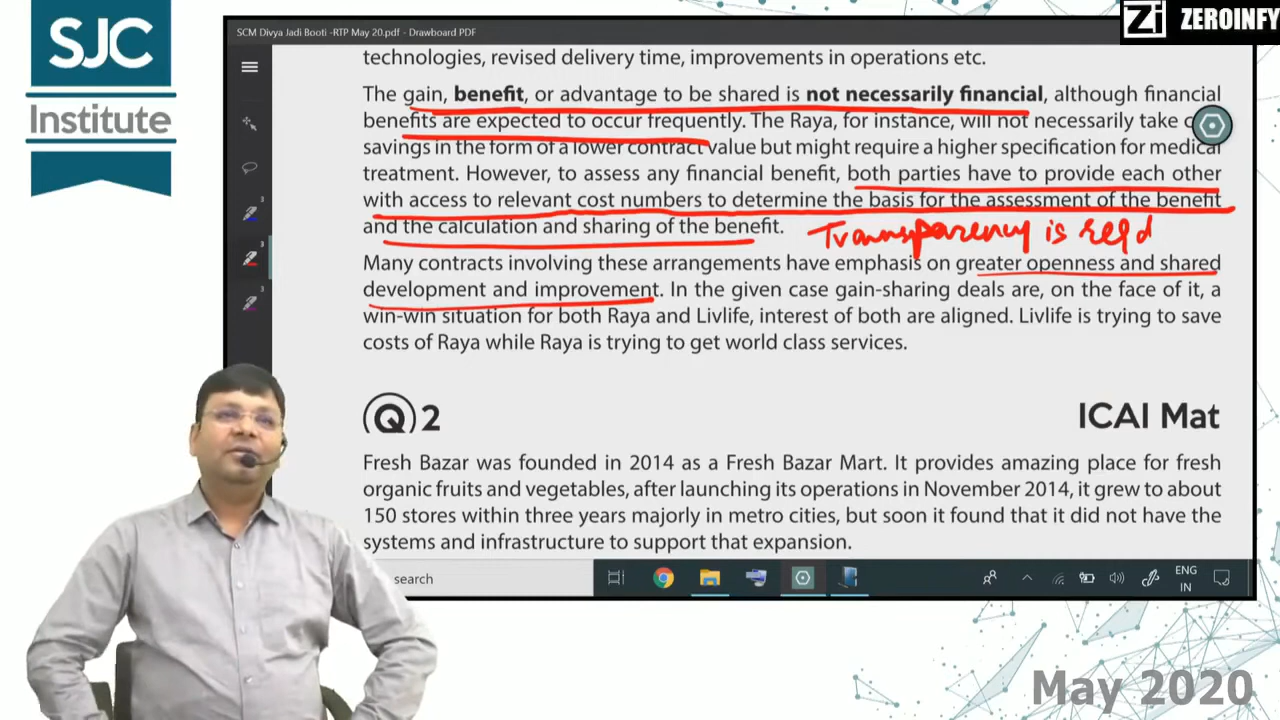 SJC
Institute
Zi ZEROINFY
SCM Divya Jadi Booti -RTP May 20.pdf - Drawboard PDF
technologies, revised delivery time, improvements in operations etc.
The gain, benefit, or advantage to be shared is not necessarily financial, although financial
benefits are expected to occur frequently. The Raya, for instance, will not necessarily take
savings in the form of a lower contract value but might require a higher specification for medical
treatment. However, to assess any financial benefit, both parties have to provide each other
with access to relevant cost numbers to determine the basis for the assessment of the benefit
and the calculation and sharing of the benefit.
Transparency is reqd
Many contracts involving these arrangements have emphasis on greater openness and shared
development and improvement. In the given case gain-sharing deals are, on the face of it, a
win-win situation for both Raya and Livlife, interest of both are aligned. Livlife is trying to save
costs of Raya while Raya is trying to get world class services.
Q 2
ICAI Mat
Fresh Bazar was founded in 2014 as a Fresh Bazar Mart. It provides amazing place for fresh
organic fruits and vegetables, after launching its operations in November 2014, it grew to about
150 stores within three years majorly in metro cities, but soon it found that it did not have the
systems and infrastructure to support that expansion.
3
3
3
search
ENG
IN
May 2020